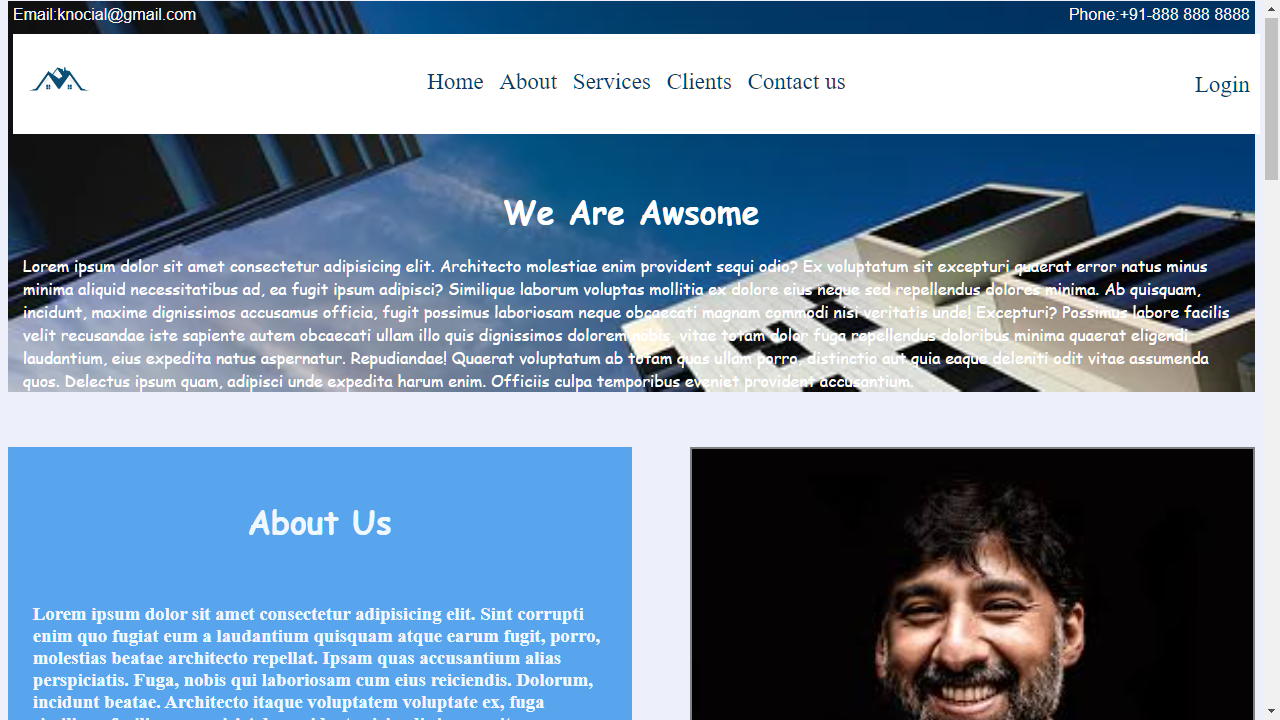 Email:knocial@gmail.com
Phone:+91-888 888 8888
Home About Services Clients Contact us
Login
We Are Awsome
Lorem ipsum dolor sit amet consectetur adipisicing elit. Architecto molestiae enim provident sequi odio? Ex voluptatum sit excepturi quaerat error natus minus
minima aliquid necessitatibus ad, ea fugit ipsum adipisci? Similique laborum voluptas mollitia ex dolore eius neque sed repellendus dolores minima. Ab quisquam,
incidunt, maxime dignissimos accusamus officia, fugit possimus laboriosam neque obcaecati magnam commodi nisi veritatis unde! Excepturi? Possimus labore facilis
velit recusandae iste sapiente autem obcaecati ullam illo quis dignissimos dolorem nobis, vitae totam dolor fuga repellendus doloribus minima quaerat eligendi
laudantium, eius expedita natus aspernatur. Repudiandae! Quaerat voluptatum ab totam quas ullam porro, distinctio aut quia eaque deleniti odit vitae assumenda
quos. Delectus ipsum quam, adipisci unde expedita harum enim. Officiis culpa temporibus eveniet provident accusantium.
About Us
Lorem ipsum dolor sit amet consectetur adipisicing elit. Sint corrupti
enim quo fugiat eum a laudantium quisquam atque earum fugit, porro,
molestias beatae architecto repellat. Ipsam quas accusantium alias
perspiciatis. Fuga, nobis qui laboriosam cum eius reiciendis. Dolorum,
incidunt beatae. Architecto itaque voluptatem voluptate ex, fuga